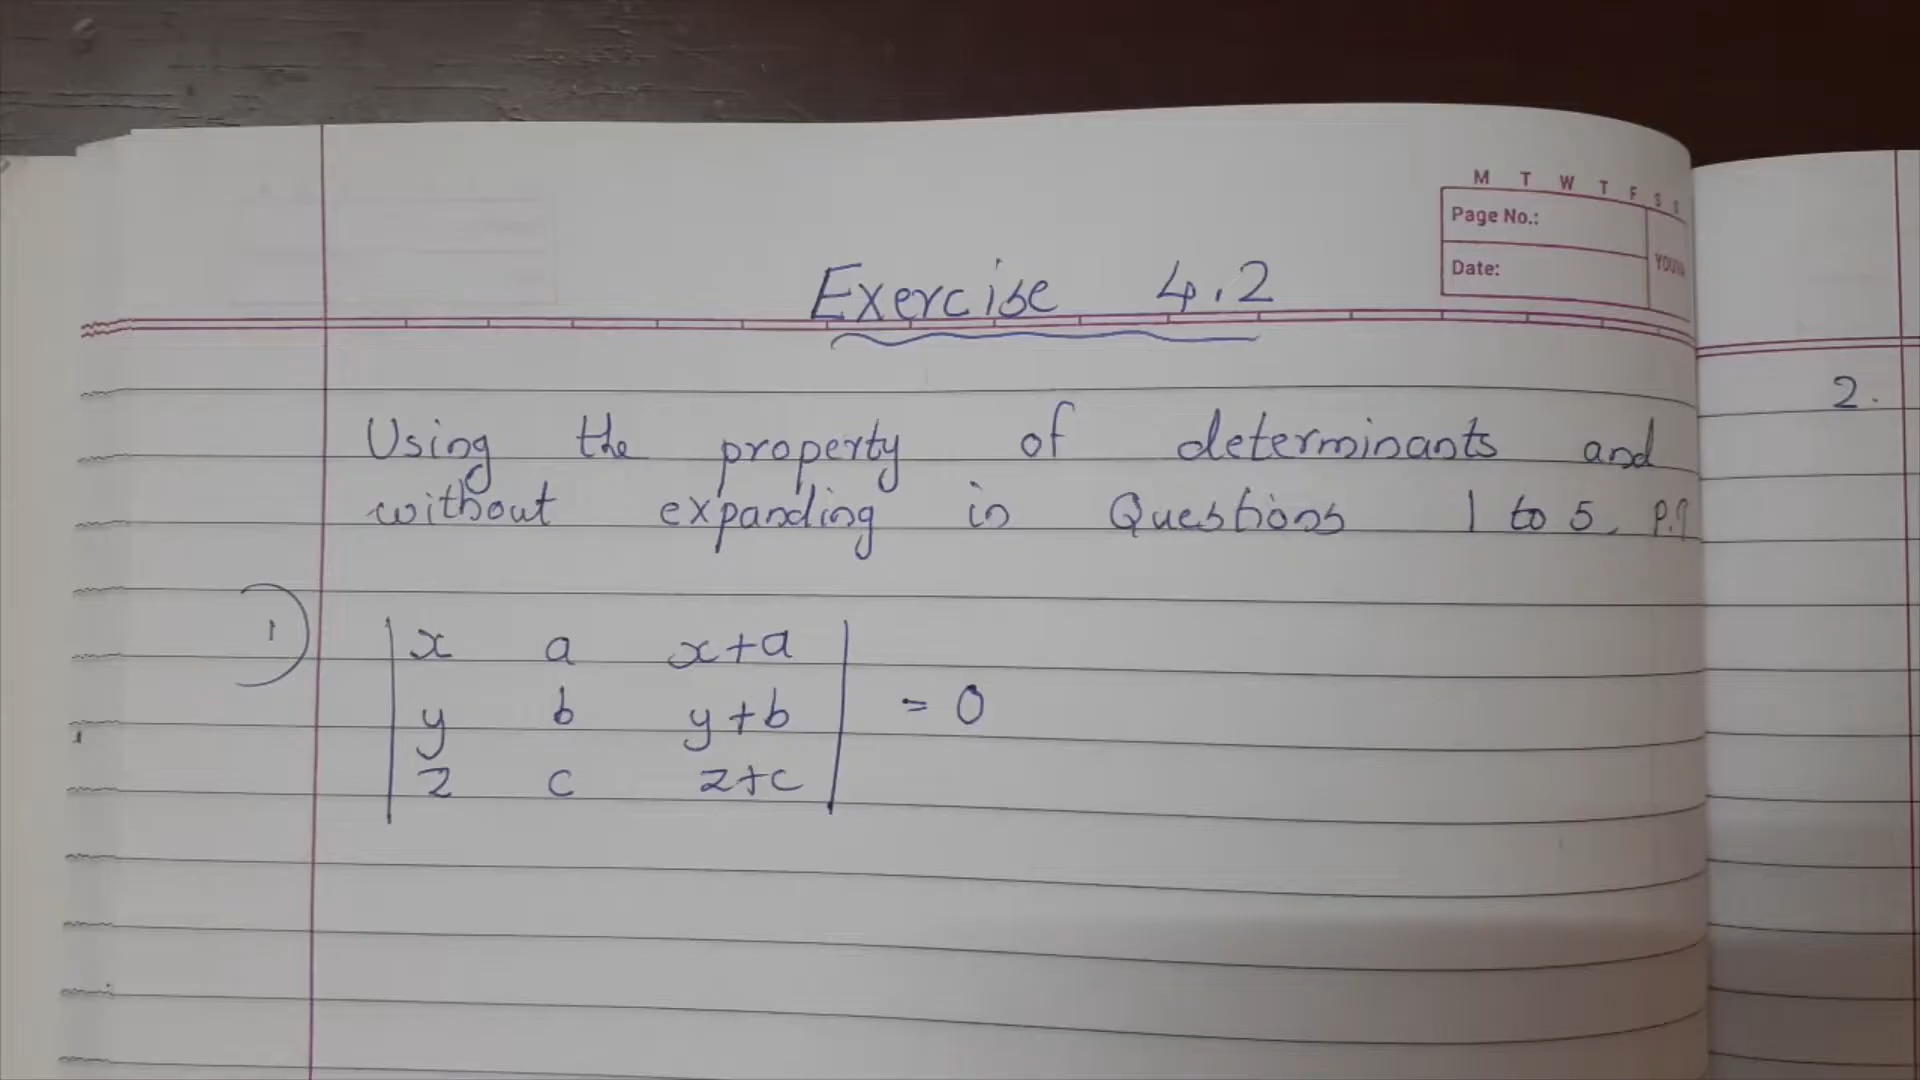 M T W T F S S
Page No.:
Date:
Exercise 4.2
2.
Using the property of determinants and
without expanding in Questions 1 to 5.
1)
x a x+a
y b y+b = 0
z c z+c